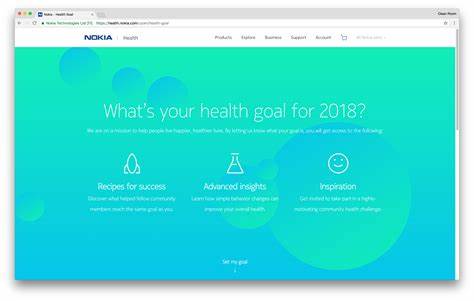 Nokia - Health Goal
Clean Room
Nokia Technologies Ltd [FI]
https://health.nokia.com/user/health-goal
NOKIA | Health
Products
Explore
Business
Support
Account
What's your health goal for 2018?
We are on a mission to help people live happier, healthier lives. By letting us know what your goal is, you will get access to the following:
Recipes for success
Discover what helped fellow community
members reach the same goal as you.
Advanced insights
Learn how simple behavior changes can
improve your overall health.
Inspiration
Get invited to take part in a highly-
motivating community health challenge.
Set my goal